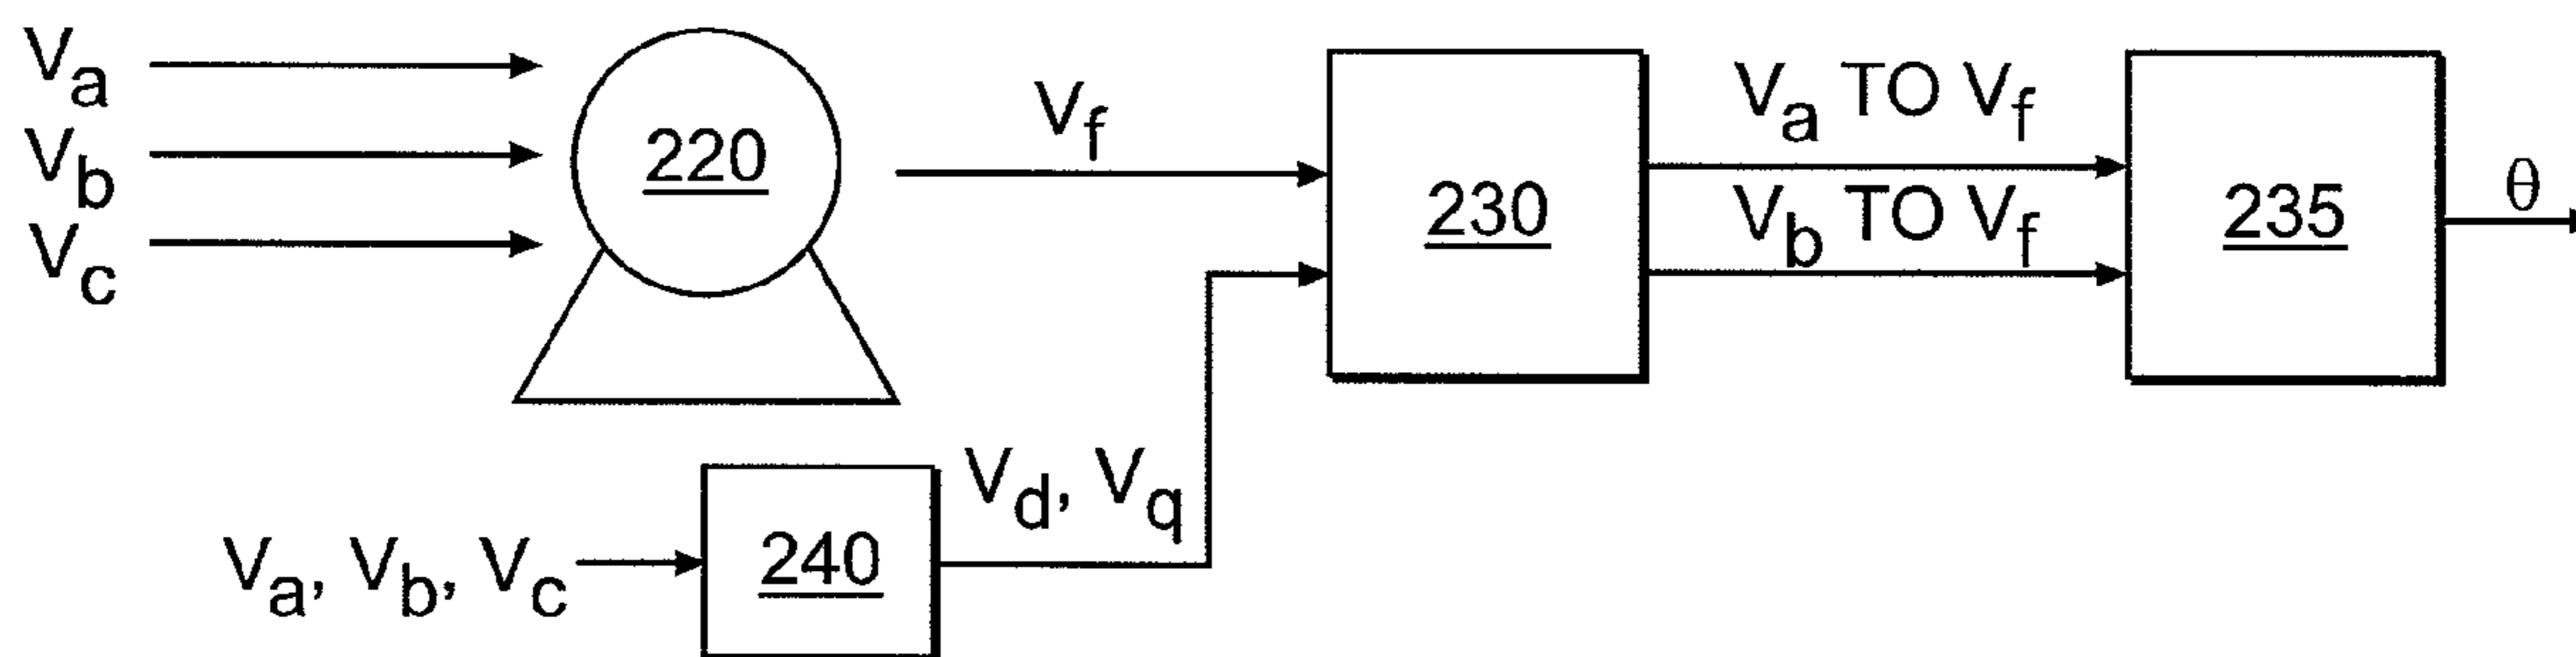 Va
Vb
Vc
220
Vf
230
Va TO Vf
Vb TO Vf
235
θ
Va, Vb, Vc
240
Vd, Vq